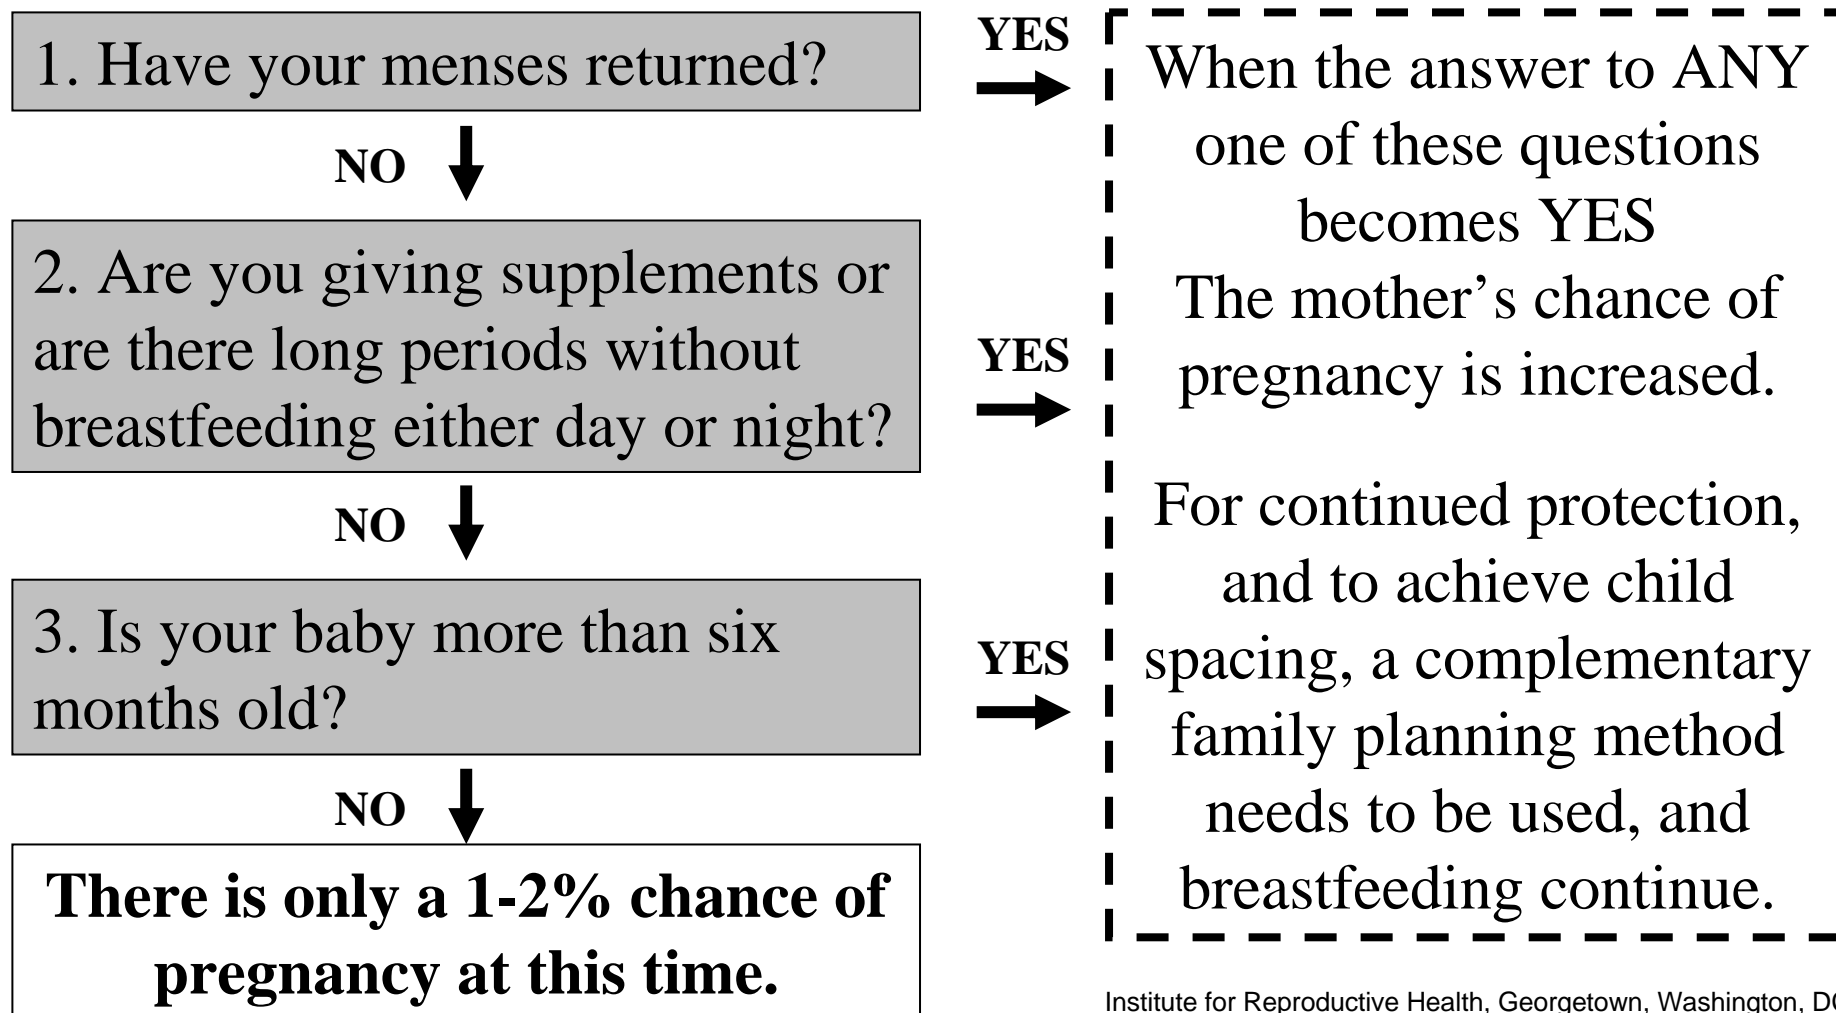 1. Have your menses returned?
YES
NO
2. Are you giving supplements or
are there long periods without
breastfeeding either day or night?
YES
NO
3. Is your baby more than six
months old?
YES
NO
There is only a 1-2% chance of
pregnancy at this time.
When the answer to ANY
one of these questions
becomes YES
The mother’s chance of
pregnancy is increased.
For continued protection,
and to achieve child
spacing, a complementary
family planning method
needs to be used, and
breastfeeding continue.
Institute for Reproductive Health, Georgetown, Washington,